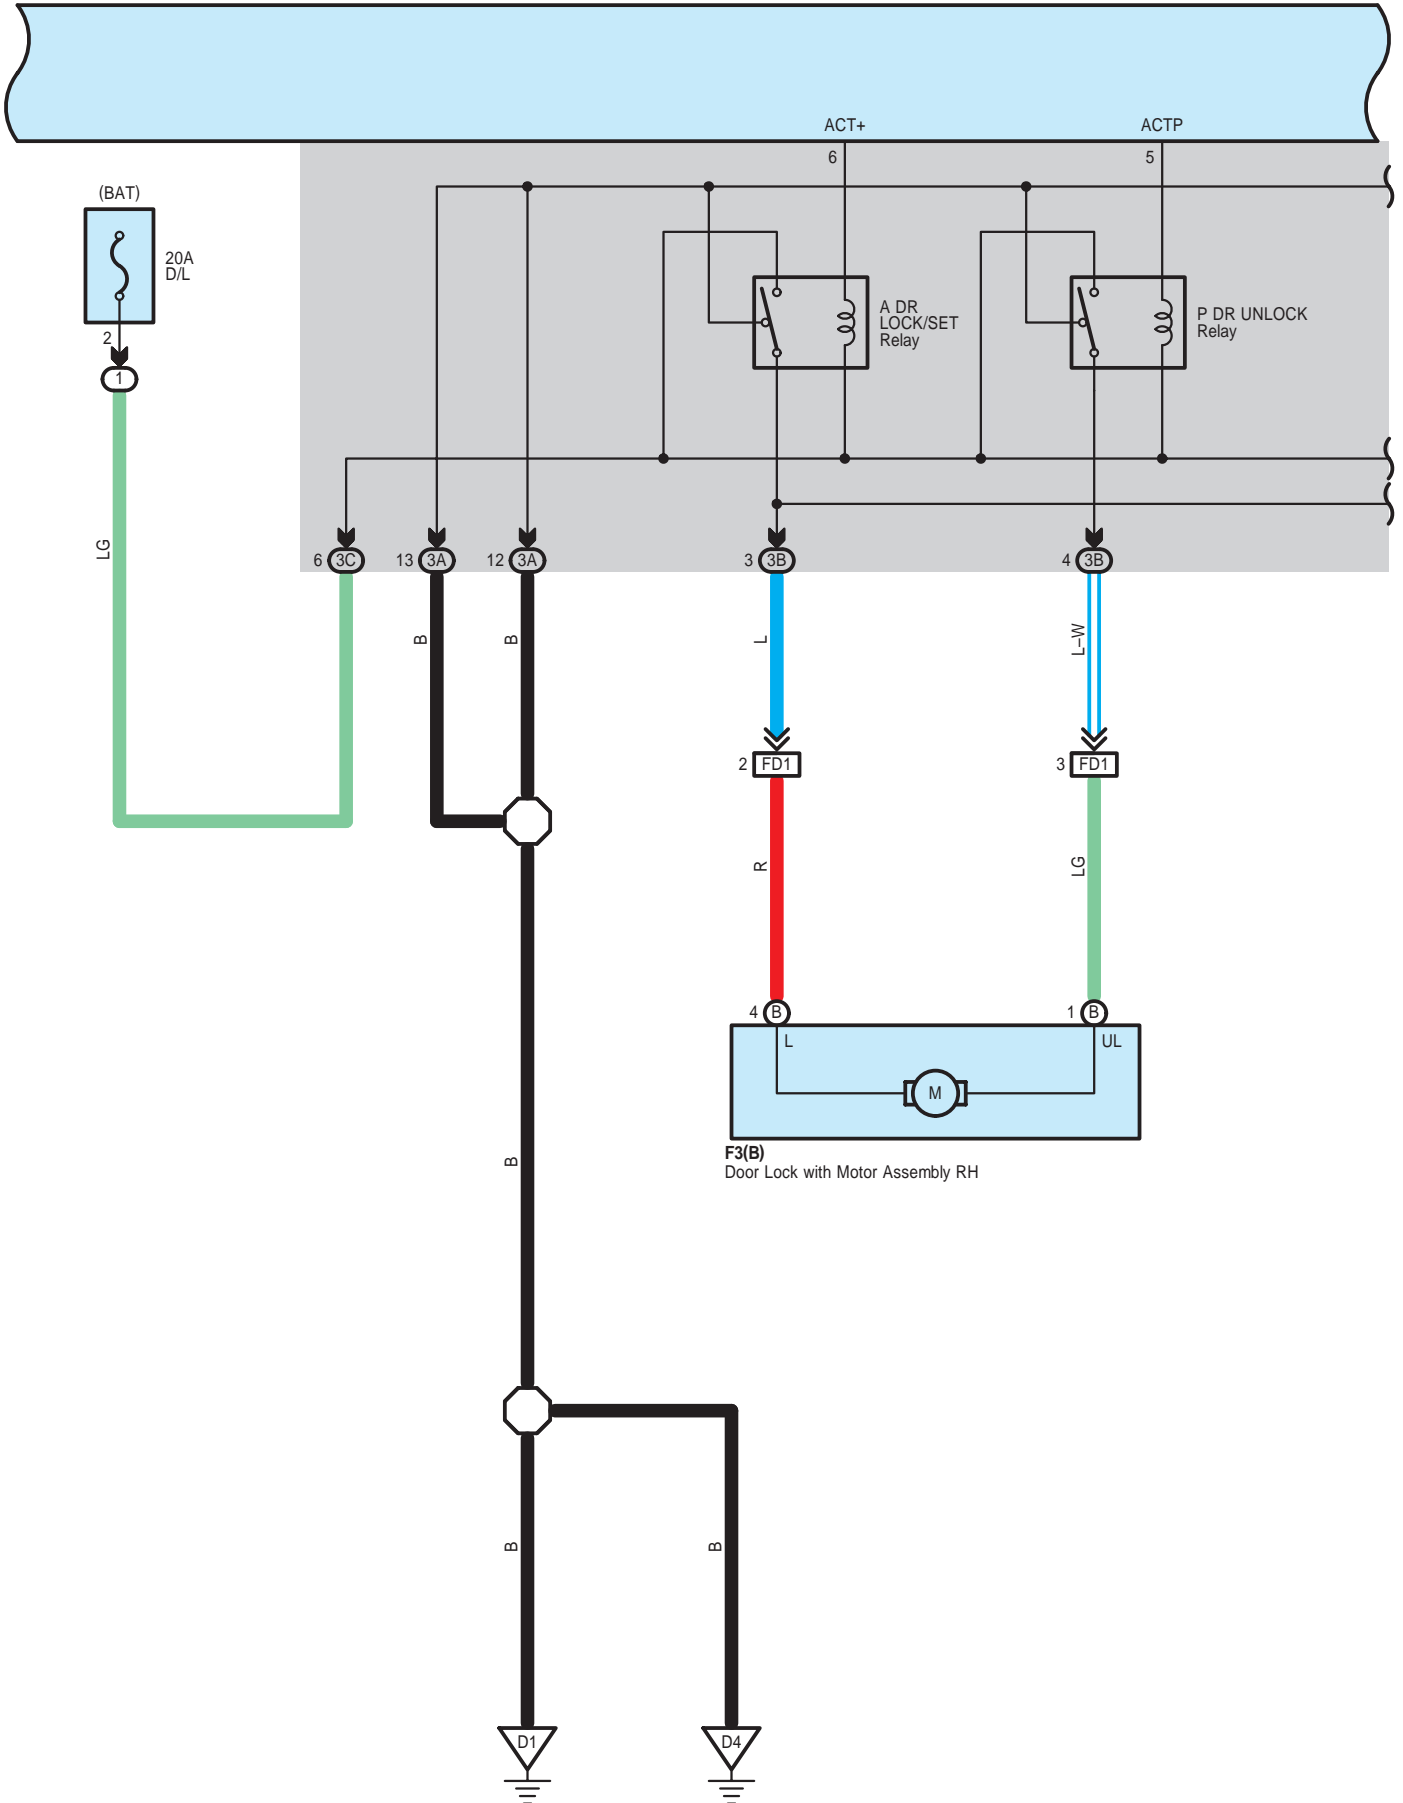 ACT+ ACTP
6 5
(BAT)
20A
D/L
A DR
LOCK/SET
Relay
P DR UNLOCK
Relay
2
1
LG
6 3C 13 3A 12 3A 3 3B 4 3B
B B L L–W
2 FD1 3 FD1
R LG
4 B 1 B
L UL
M
F3(B)
Door Lock with Motor Assembly RH
B
B B
D1 D4